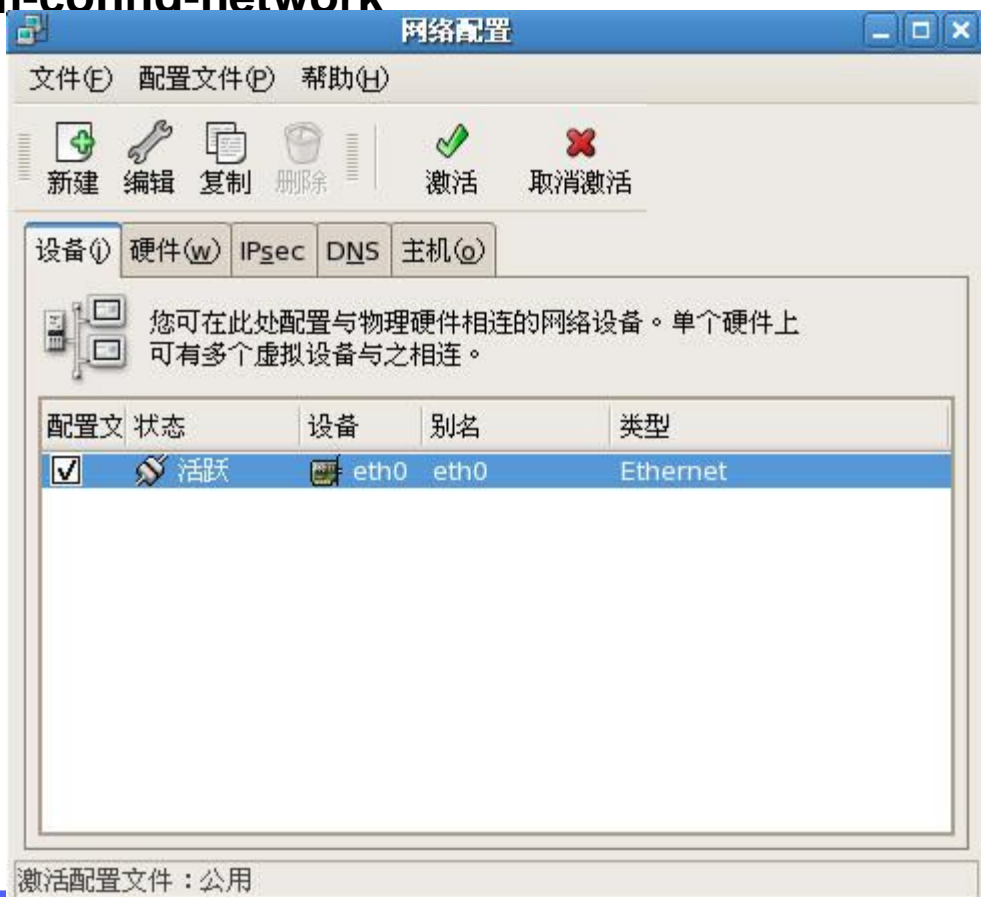 -config-network
网络配置
文件(F) 配置文件(P) 帮助(H)
新建 编辑 复制 删除 激活 取消激活
设备(i) 硬件(w) IPsec DNS 主机(o)
您可在此处配置与物理硬件相连的网络设备。单个硬件上
可有多个虚拟设备与之相连。
配置文 状态 设备 别名 类型
活跃 eth0 eth0 Ethernet
激活配置文件：公用